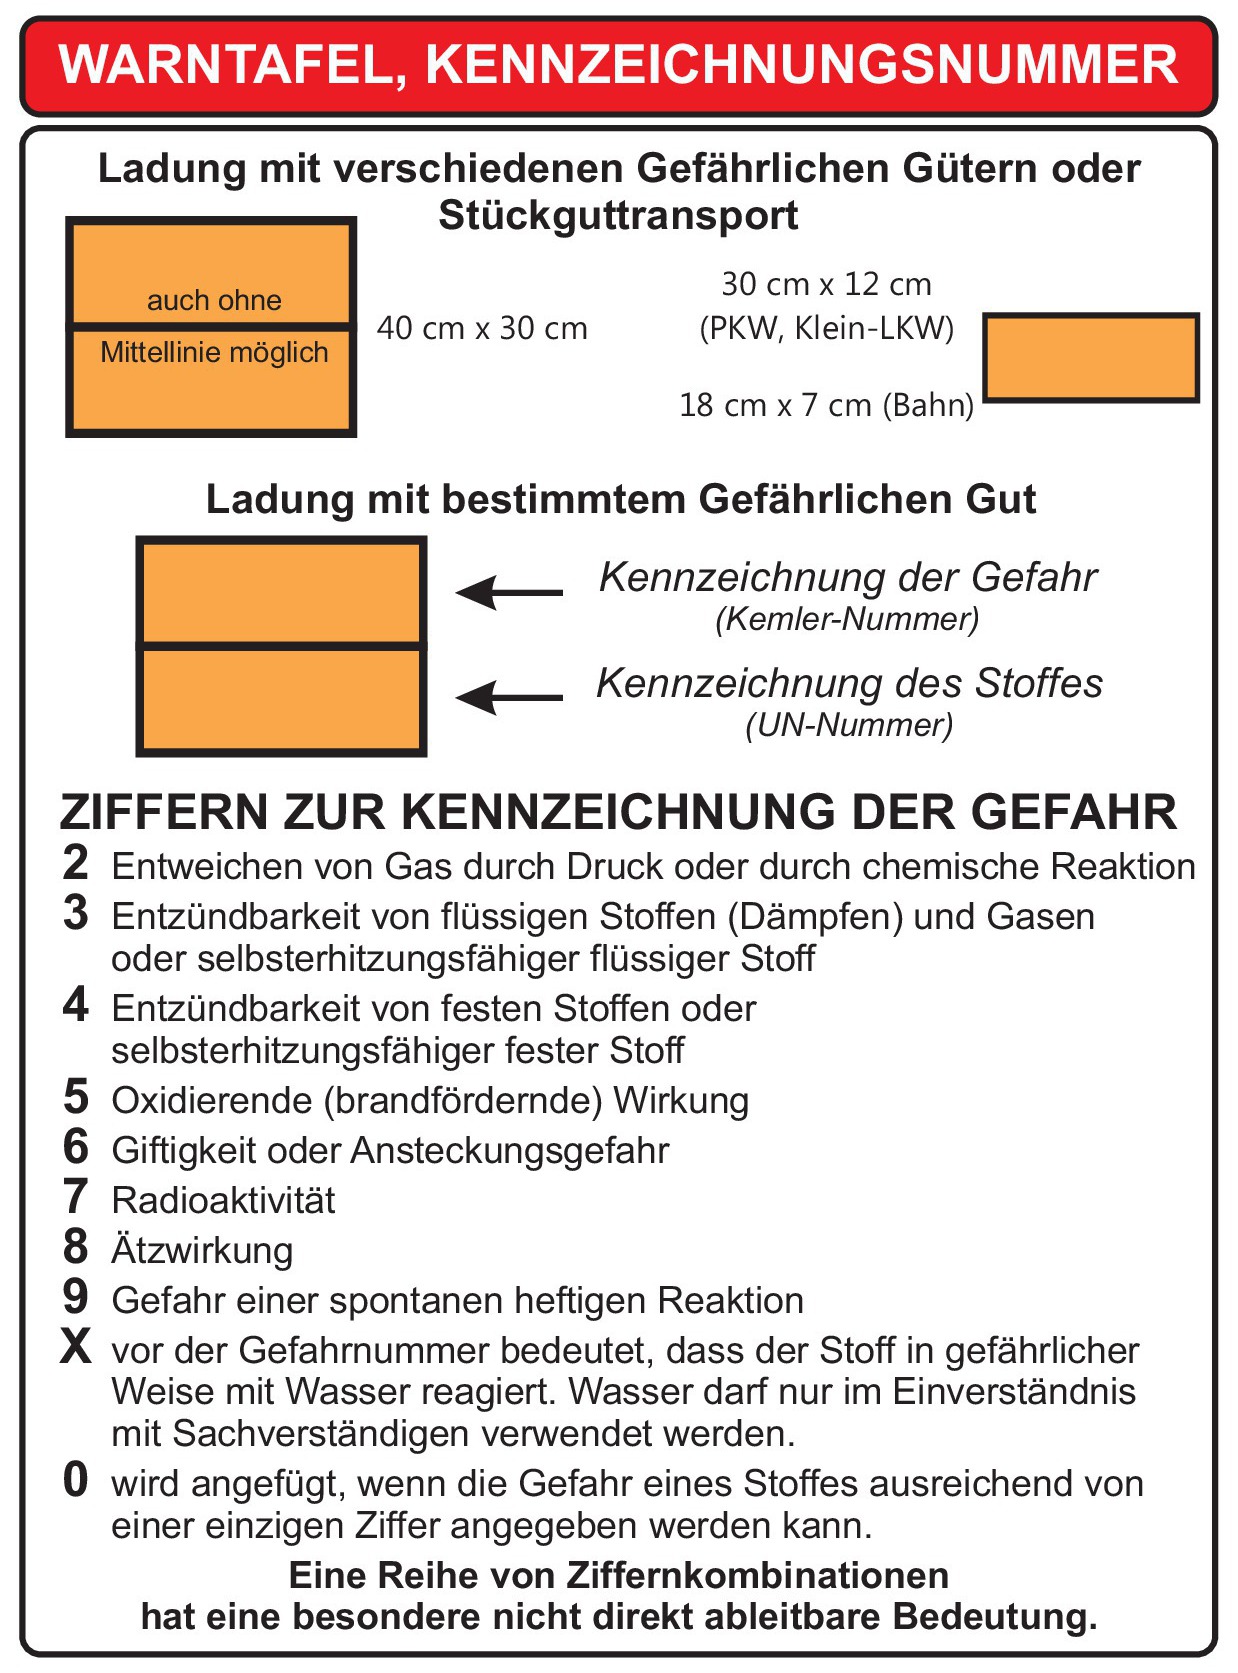 WARNTAFEL, KENNZEICHNUNGSNUMMER
Ladung mit verschiedenen Gefährlichen Gütern oder
Stückguttransport
auch ohne
Mittellinie möglich
40 cm x 30 cm
30 cm x 12 cm
(PKW, Klein-LKW)
18 cm x 7 cm (Bahn)
Ladung mit bestimmtem Gefährlichen Gut
Kennzeichnung der Gefahr
(Kemler-Nummer)
Kennzeichnung des Stoffes
(UN-Nummer)
ZIFFERN ZUR KENNZEICHNUNG DER GEFAHR
2 Entweichen von Gas durch Druck oder durch chemische Reaktion
3 Entzündbarkeit von flüssigen Stoffen (Dämpfen) und Gasen
oder selbsterhitzungsfähiger flüssiger Stoff
4 Entzündbarkeit von festen Stoffen oder
selbsterhitzungsfähiger fester Stoff
5 Oxidierende (brandfördernde) Wirkung
6 Giftigkeit oder Ansteckungsgefahr
7 Radioaktivität
8 Ätzwirkung
9 Gefahr einer spontanen heftigen Reaktion
X vor der Gefahrnummer bedeutet, dass der Stoff in gefährlicher
Weise mit Wasser reagiert. Wasser darf nur im Einverständnis
mit Sachverständigen verwendet werden.
0 wird angefügt, wenn die Gefahr eines Stoffes ausreichend von
einer einzigen Ziffer angegeben werden kann.
Eine Reihe von Ziffernkombinationen
hat eine besondere nicht direkt ableitbare Bedeutung.